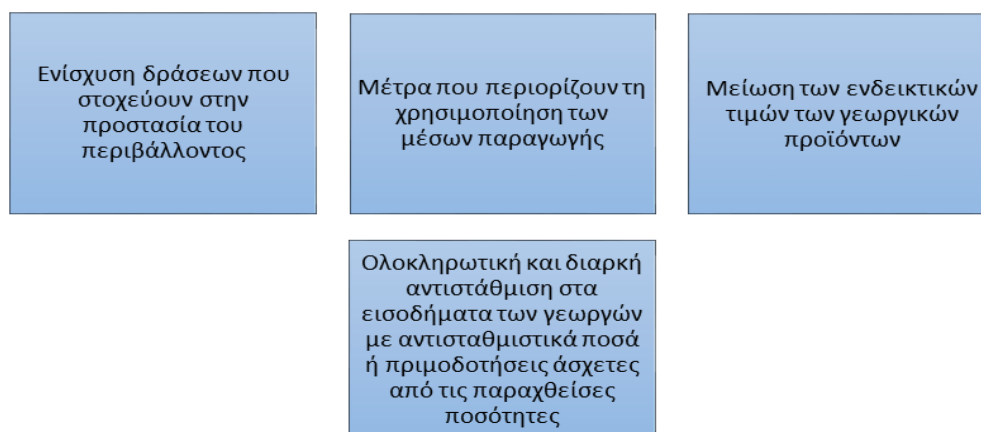 Ενίσχυση δράσεων που
στοχεύουν στην
προστασία του
περιβάλλοντος
Μέτρα που περιορίζουν τη
χρησιμοποίηση των
μέσων παραγωγής
Μείωση των ενδεικτικών
τιμών των γεωργικών
προϊόντων
Ολοκληρωτική και διαρκή
αντιστάθμιση στα
εισοδήματα των γεωργών
με αντισταθμιστικά ποσά
ή πριμοδοτήσεις άσχετες
από τις παραχθείσες
ποσότητες